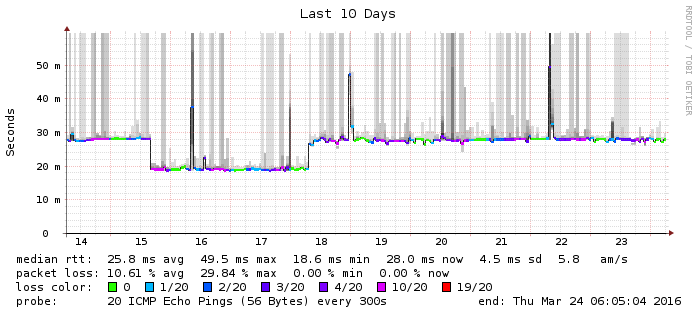 Last 10 Days
RRDTOOL / TOBI OETIKER
Seconds
50 m
40 m
30 m
20 m
10 m
0
14 15 16 17 18 19 20 21 22 23
median rtt: 25.8 ms avg 49.5 ms max 18.6 ms min 28.0 ms now 4.5 ms sd 5.8 am/s
packet loss: 10.61 % avg 29.84 % max 0.00 % min 0.00 % now
loss color: 0 1/20 2/20 3/20 4/20 10/20 19/20
probe: 20 ICMP Echo Pings (56 Bytes) every 300s end: Thu Mar 24 06:05:04 2016